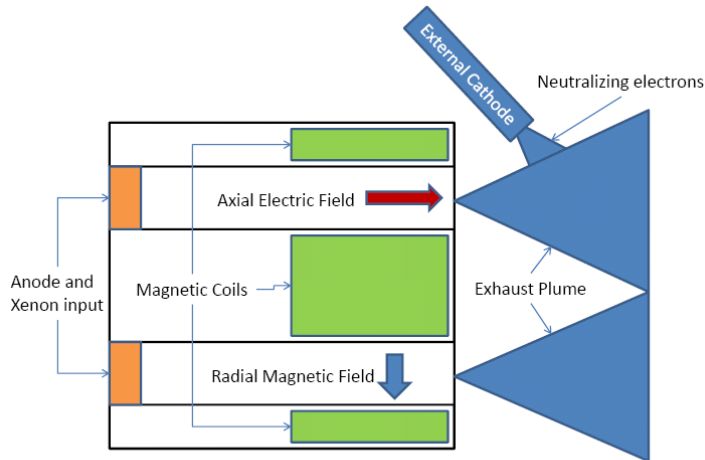 External Cathode
Neutralizing electrons
Axial Electric Field
Anode and
Xenon input
Magnetic Coils
Exhaust Plume
Radial Magnetic Field